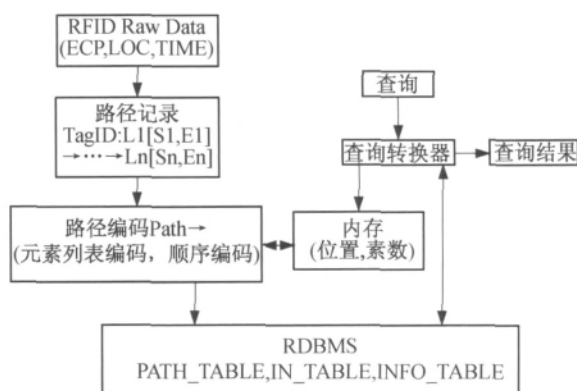 RFID Raw Data
(ECP,LOC,TIME)
路径记录
TagID:L1[S1,E1]
→⋯→Ln[Sn,En]
路径编码Path→
(元素列表编码，顺序编码)
查询
查询转换器
查询结果
内存
(位置,素数)
RDBMS
PATH_TABLE,IN_TABLE,INFO_TABLE